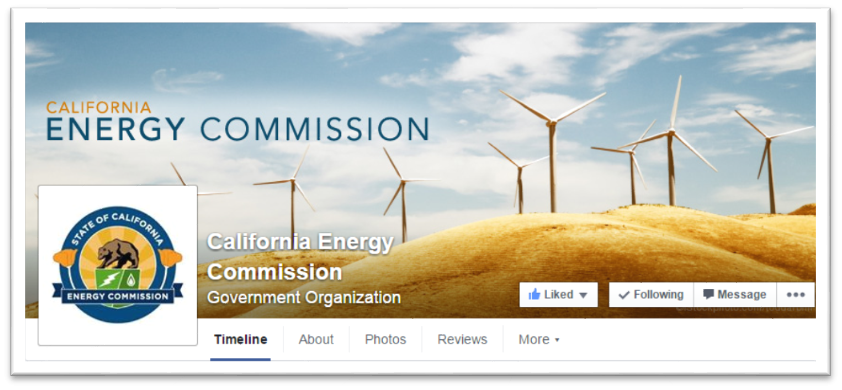 CALIFORNIA
ENERGY COMMISSION
STATE OF CALIFORNIA
ENERGY COMMISSION
California Energy
Commission
Government Organization
Liked
Following
Message
Timeline
About
Photos
Reviews
More